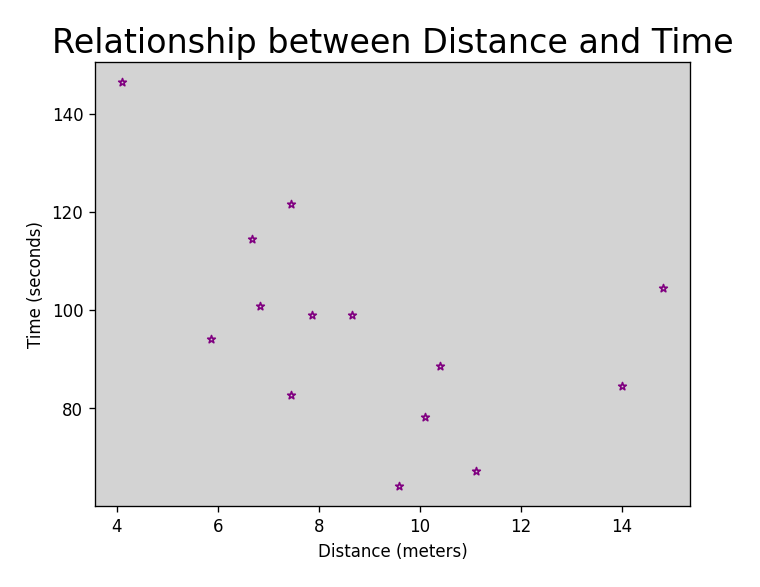 Relationship between Distance and Time
140
120
100
80
Time (seconds)
4 6 8 10 12 14
Distance (meters)